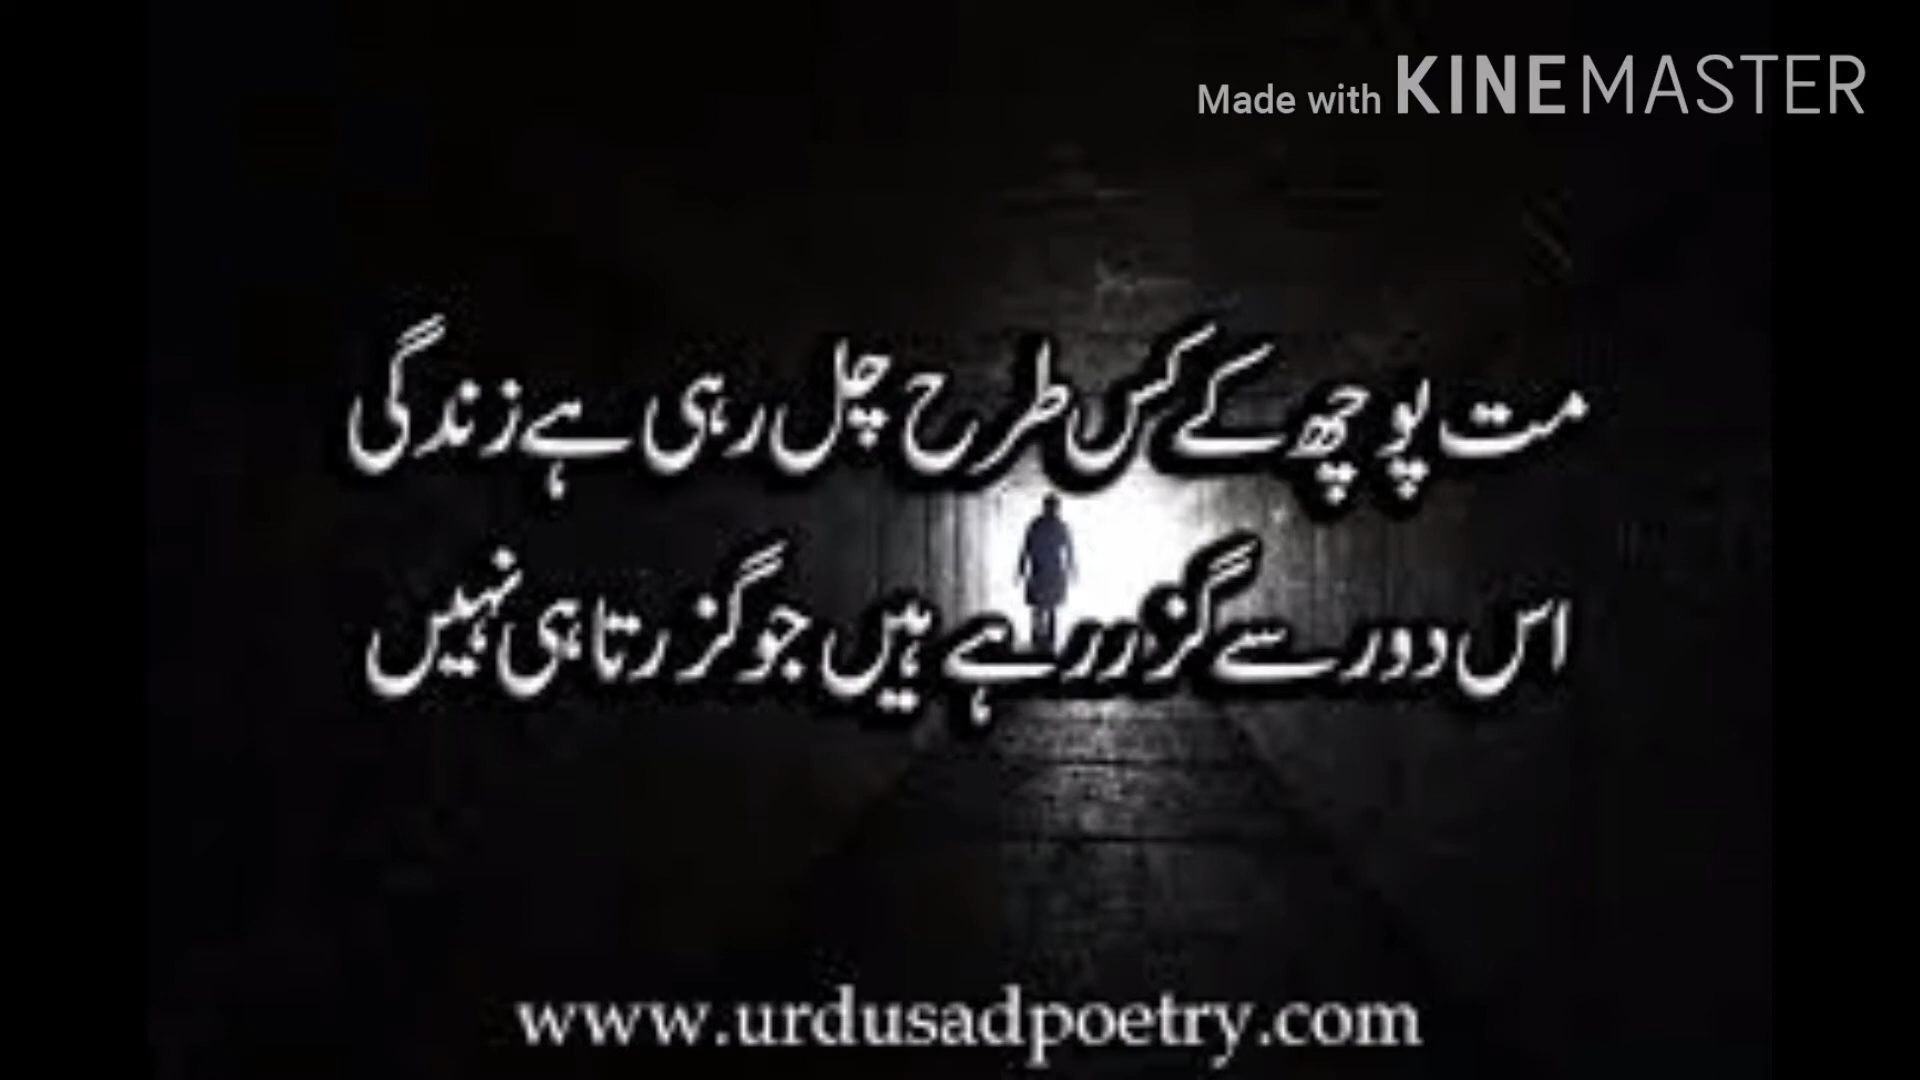 Made with KINEMASTER
مت پوچھ کے کس طرح چل رہی ہے زندگی
اس دور سے گزر رہے ہیں جو گزرتا ہی نہیں
www.urdusadpoetry.com